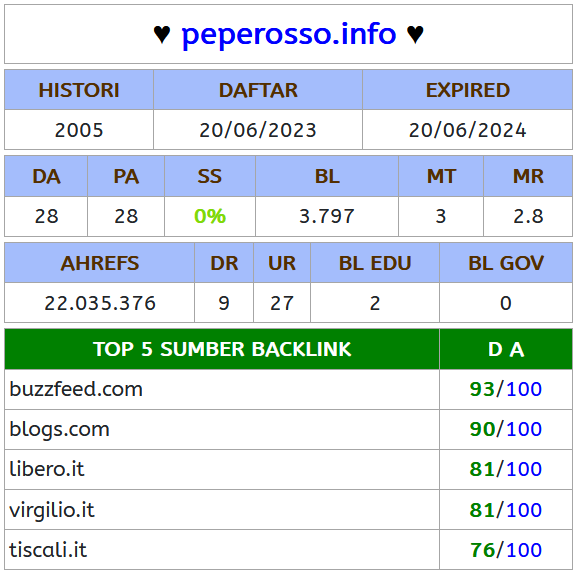 ♥ peperosso.info ♥
HISTORI DAFTAR EXPIRED
2005 20/06/2023 20/06/2024
DA PA SS BL MT MR
28 28 0% 3.797 3 2.8
AHREFS DR UR BL EDU BL GOV
22.035.376 9 27 2 0
TOP 5 SUMBER BACKLINK D A
buzzfeed.com 93/100
blogs.com 90/100
libero.it 81/100
virgilio.it 81/100
tiscali.it 76/100